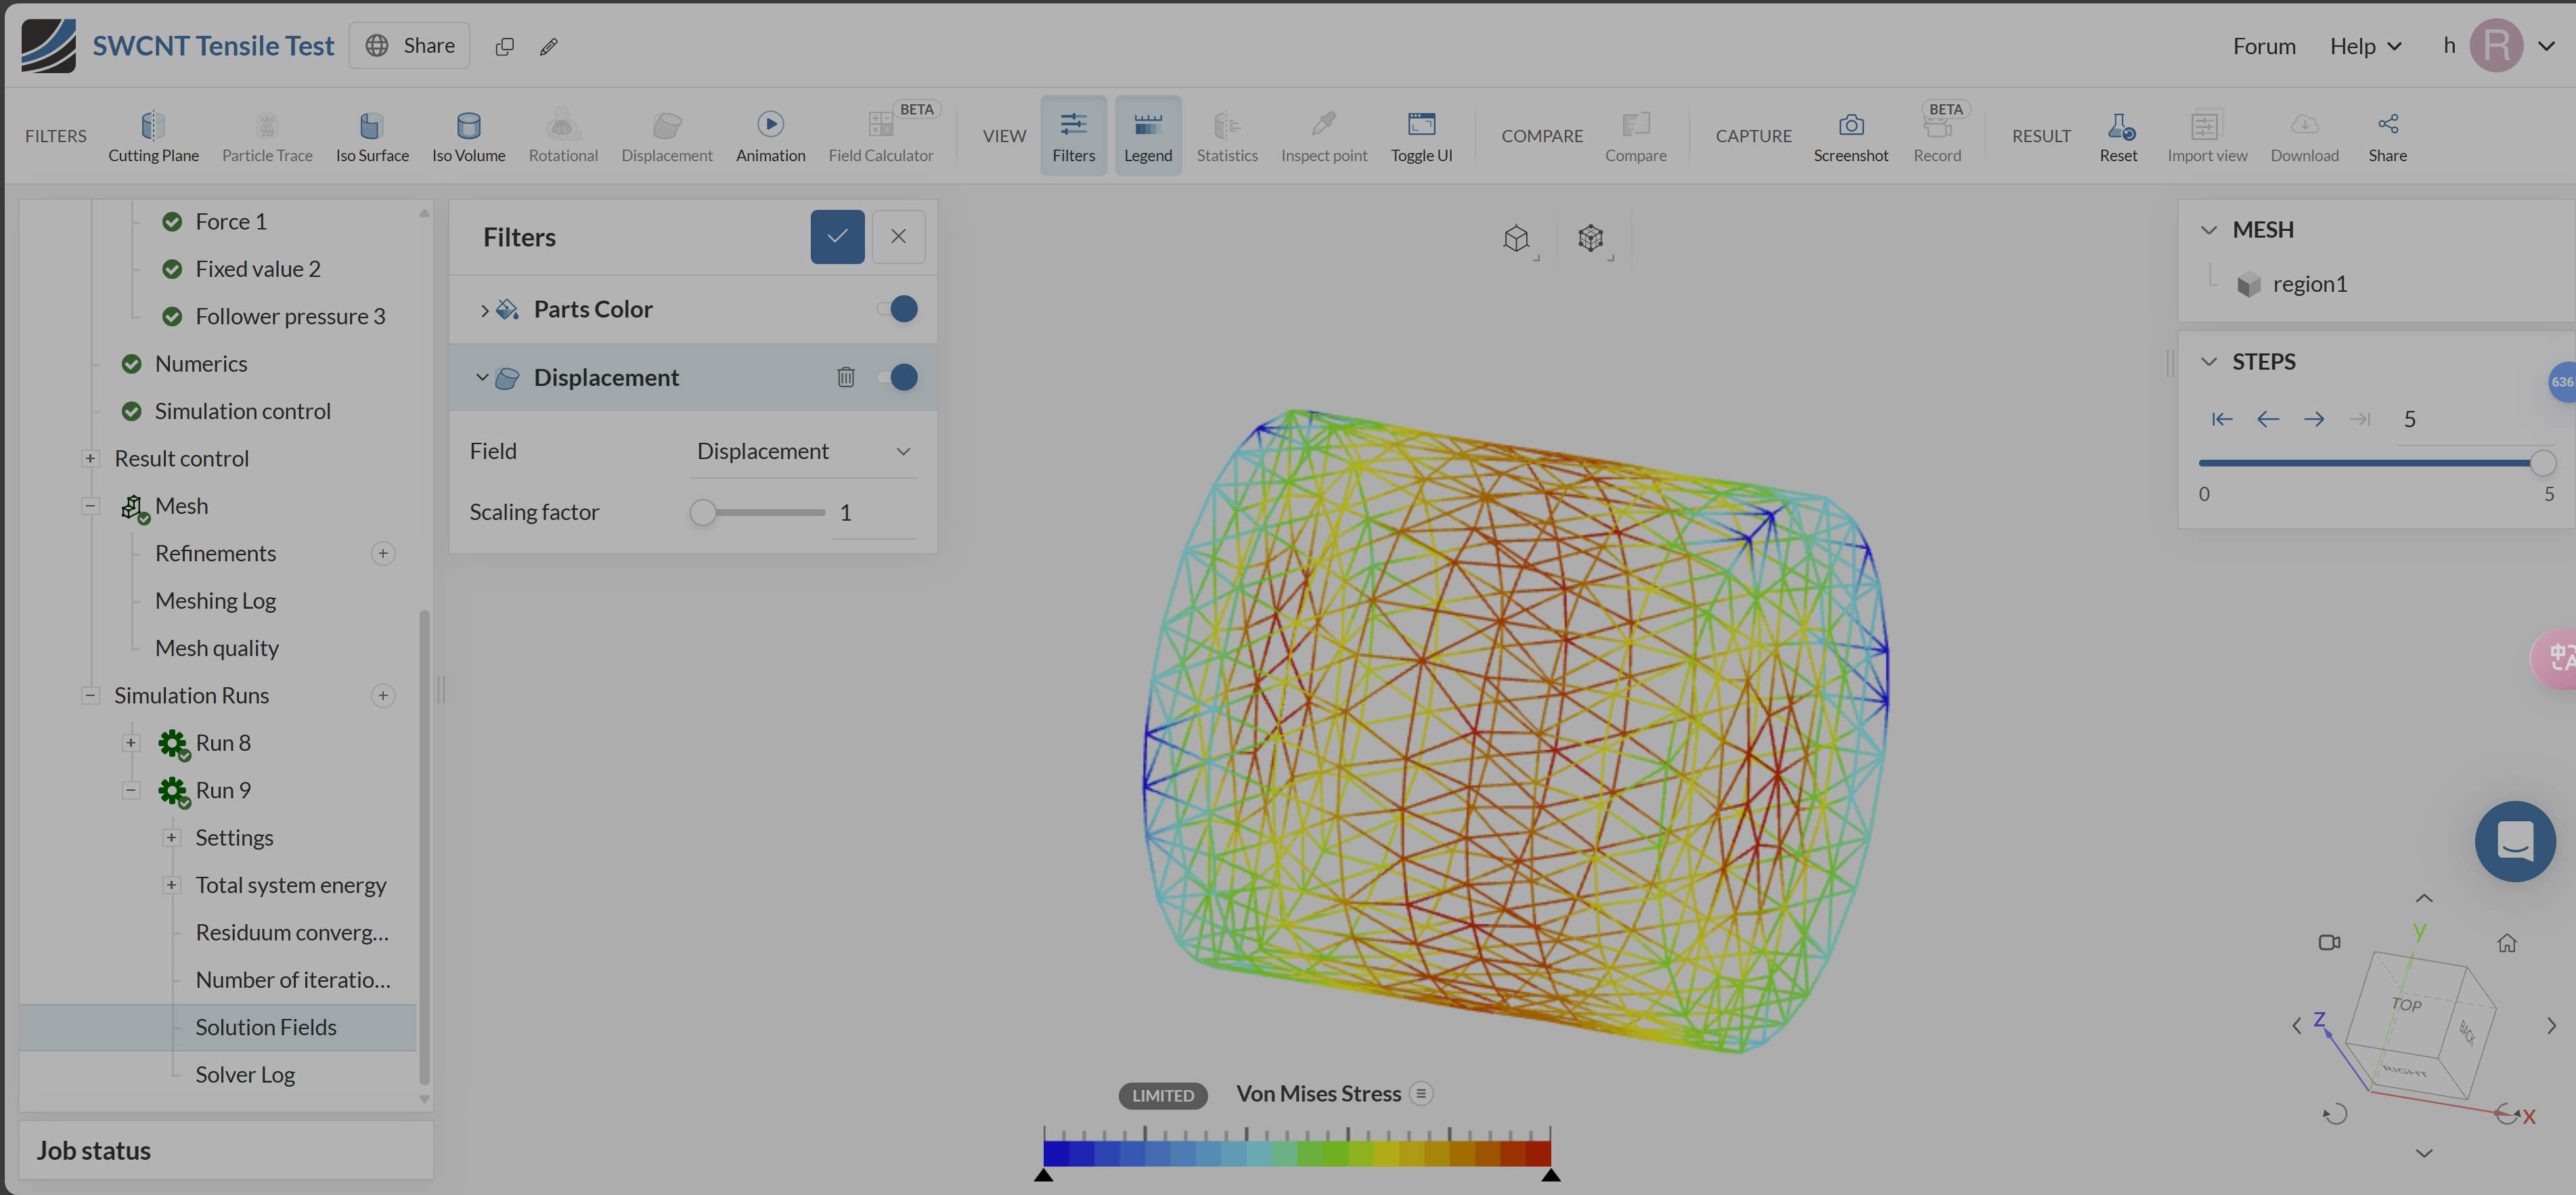 SWCNT Tensile Test
Share
Forum
Help
h
R
FILTERS
Cutting Plane
Particle Trace
Iso Surface
Iso Volume
Rotational
Displacement
Animation
BETA
Field Calculator
VIEW
Filters
Legend
Statistics
Inspect point
Toggle UI
COMPARE
Compare
CAPTURE
Screenshot
BETA
Record
RESULT
Reset
Import view
Download
Share
Force 1
Fixed value 2
Follower pressure 3
Numerics
Simulation control
Result control
Mesh
Refinements
Meshing Log
Mesh quality
Simulation Runs
Run 8
Run 9
Settings
Total system energy
Residuum converg...
Number of iteratio...
Solution Fields
Solver Log
Job status
Filters
Parts Color
Displacement
Field
Displacement
Scaling factor
1
MESH
region1
STEPS
5
0
5
636
中A
LIMITED
Von Mises Stress
y
z
x
TOP
BACK
RIGHT